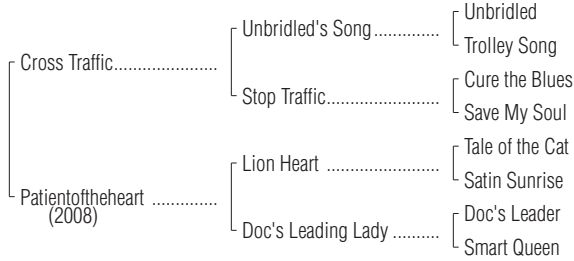 Unbridled
Unbridled's Song..............
Trolley Song
Cross Traffic......................
Cure the Blues
Stop Traffic........................
Save My Soul
Tale of the Cat
Lion Heart ........................
Satin Sunrise
Patientoftheheart ..............
(2008)
Doc's Leader
Doc's Leading Lady ..........
Smart Queen